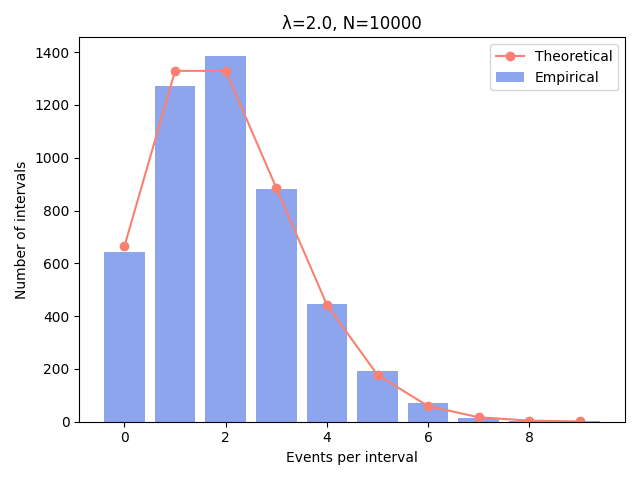 λ=2.0, N=10000
Theoretical
Empirical
Number of intervals
1400
1200
1000
800
600
400
200
0
0 2 4 6 8
Events per interval